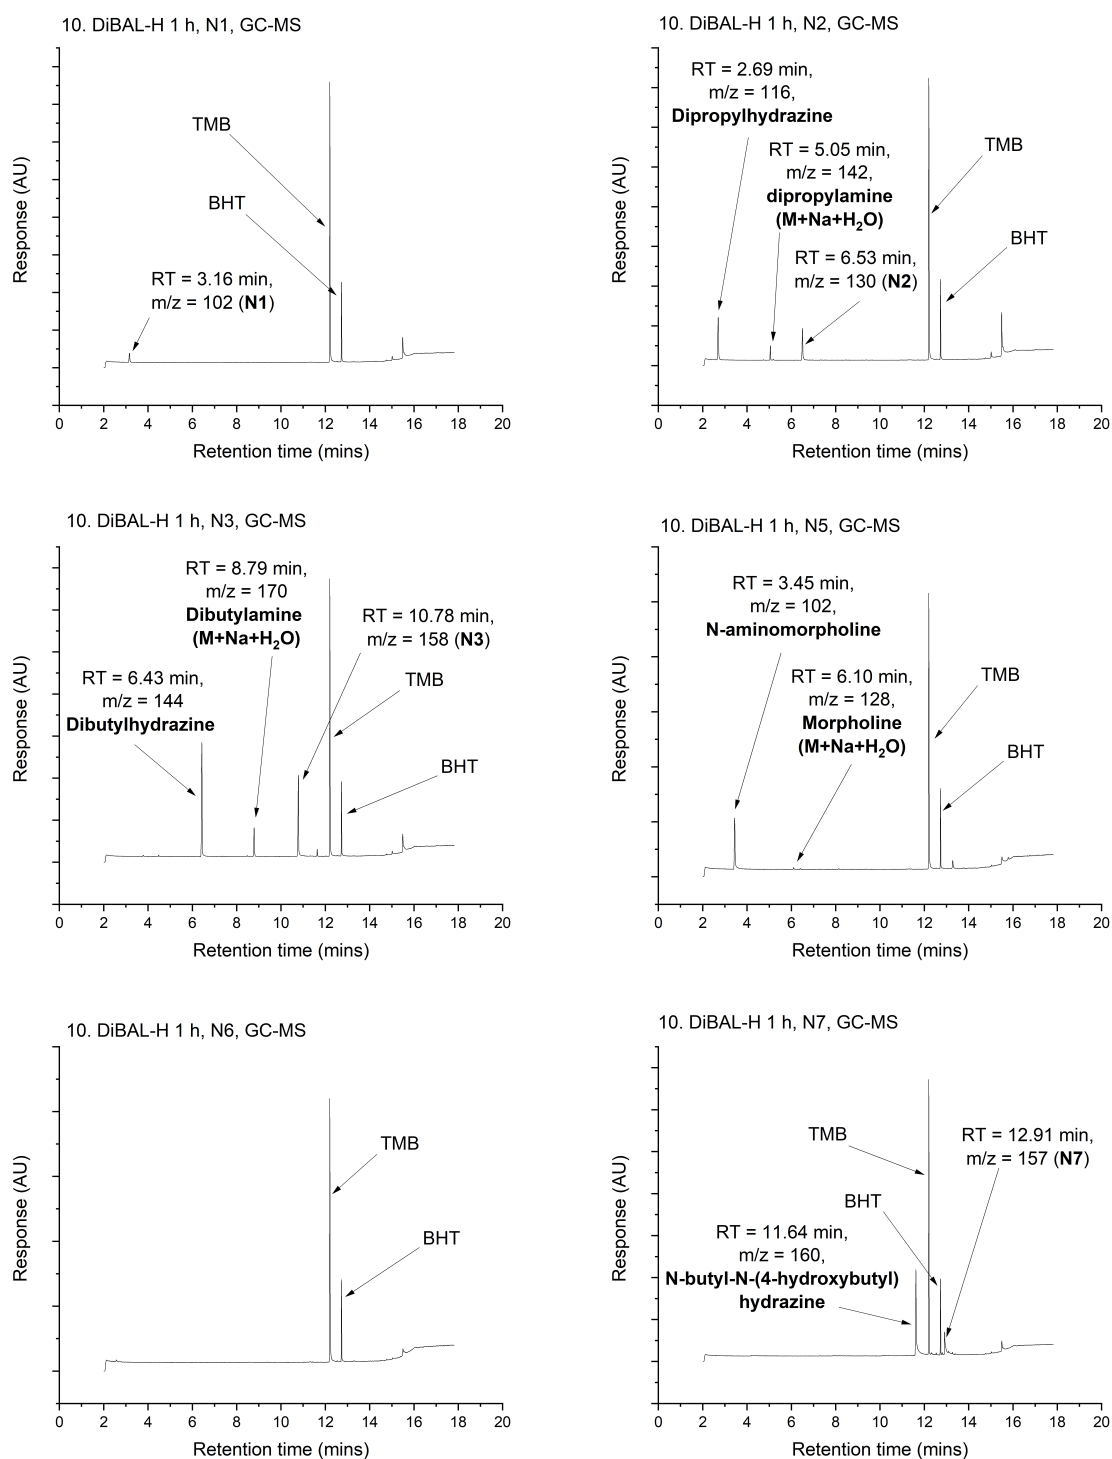 10. DiBAL-H 1 h, N1, GC-MS
Response (AU)
TMB
BHT
RT = 3.16 min,
m/z = 102 (N1)
0 2 4 6 8 10 12 14 16 18 20
Retention time (mins)
10. DiBAL-H 1 h, N2, GC-MS
Response (AU)
RT = 2.69 min,
m/z = 116,
Dipropylhydrazine
RT = 5.05 min,
m/z = 142,
dipropylamine
(M+Na+H₂O)
RT = 6.53 min,
m/z = 130 (N2)
TMB
BHT
0 2 4 6 8 10 12 14 16 18 20
Retention time (mins)
10. DiBAL-H 1 h, N3, GC-MS
Response (AU)
RT = 8.79 min,
m/z = 170
Dibutylamine
(M+Na+H₂O)
RT = 10.78 min,
m/z = 158 (N3)
RT = 6.43 min,
m/z = 144
Dibutylhydrazine
TMB
BHT
0 2 4 6 8 10 12 14 16 18 20
Retention time (mins)
10. DiBAL-H 1 h, N5, GC-MS
Response (AU)
RT = 3.45 min,
m/z = 102,
N-aminomorpholine
RT = 6.10 min,
m/z = 128,
Morpholine
(M+Na+H₂O)
TMB
BHT
0 2 4 6 8 10 12 14 16 18 20
Retention time (mins)
10. DiBAL-H 1 h, N6, GC-MS
Response (AU)
TMB
BHT
0 2 4 6 8 10 12 14 16 18 20
Retention time (mins)
10. DiBAL-H 1 h, N7, GC-MS
Response (AU)
TMB
RT = 12.91 min,
m/z = 157 (N7)
BHT
RT = 11.64 min,
m/z = 160,
N-butyl-N-(4-hydroxybutyl)
hydrazine
0 2 4 6 8 10 12 14 16 18 20
Retention time (mins)